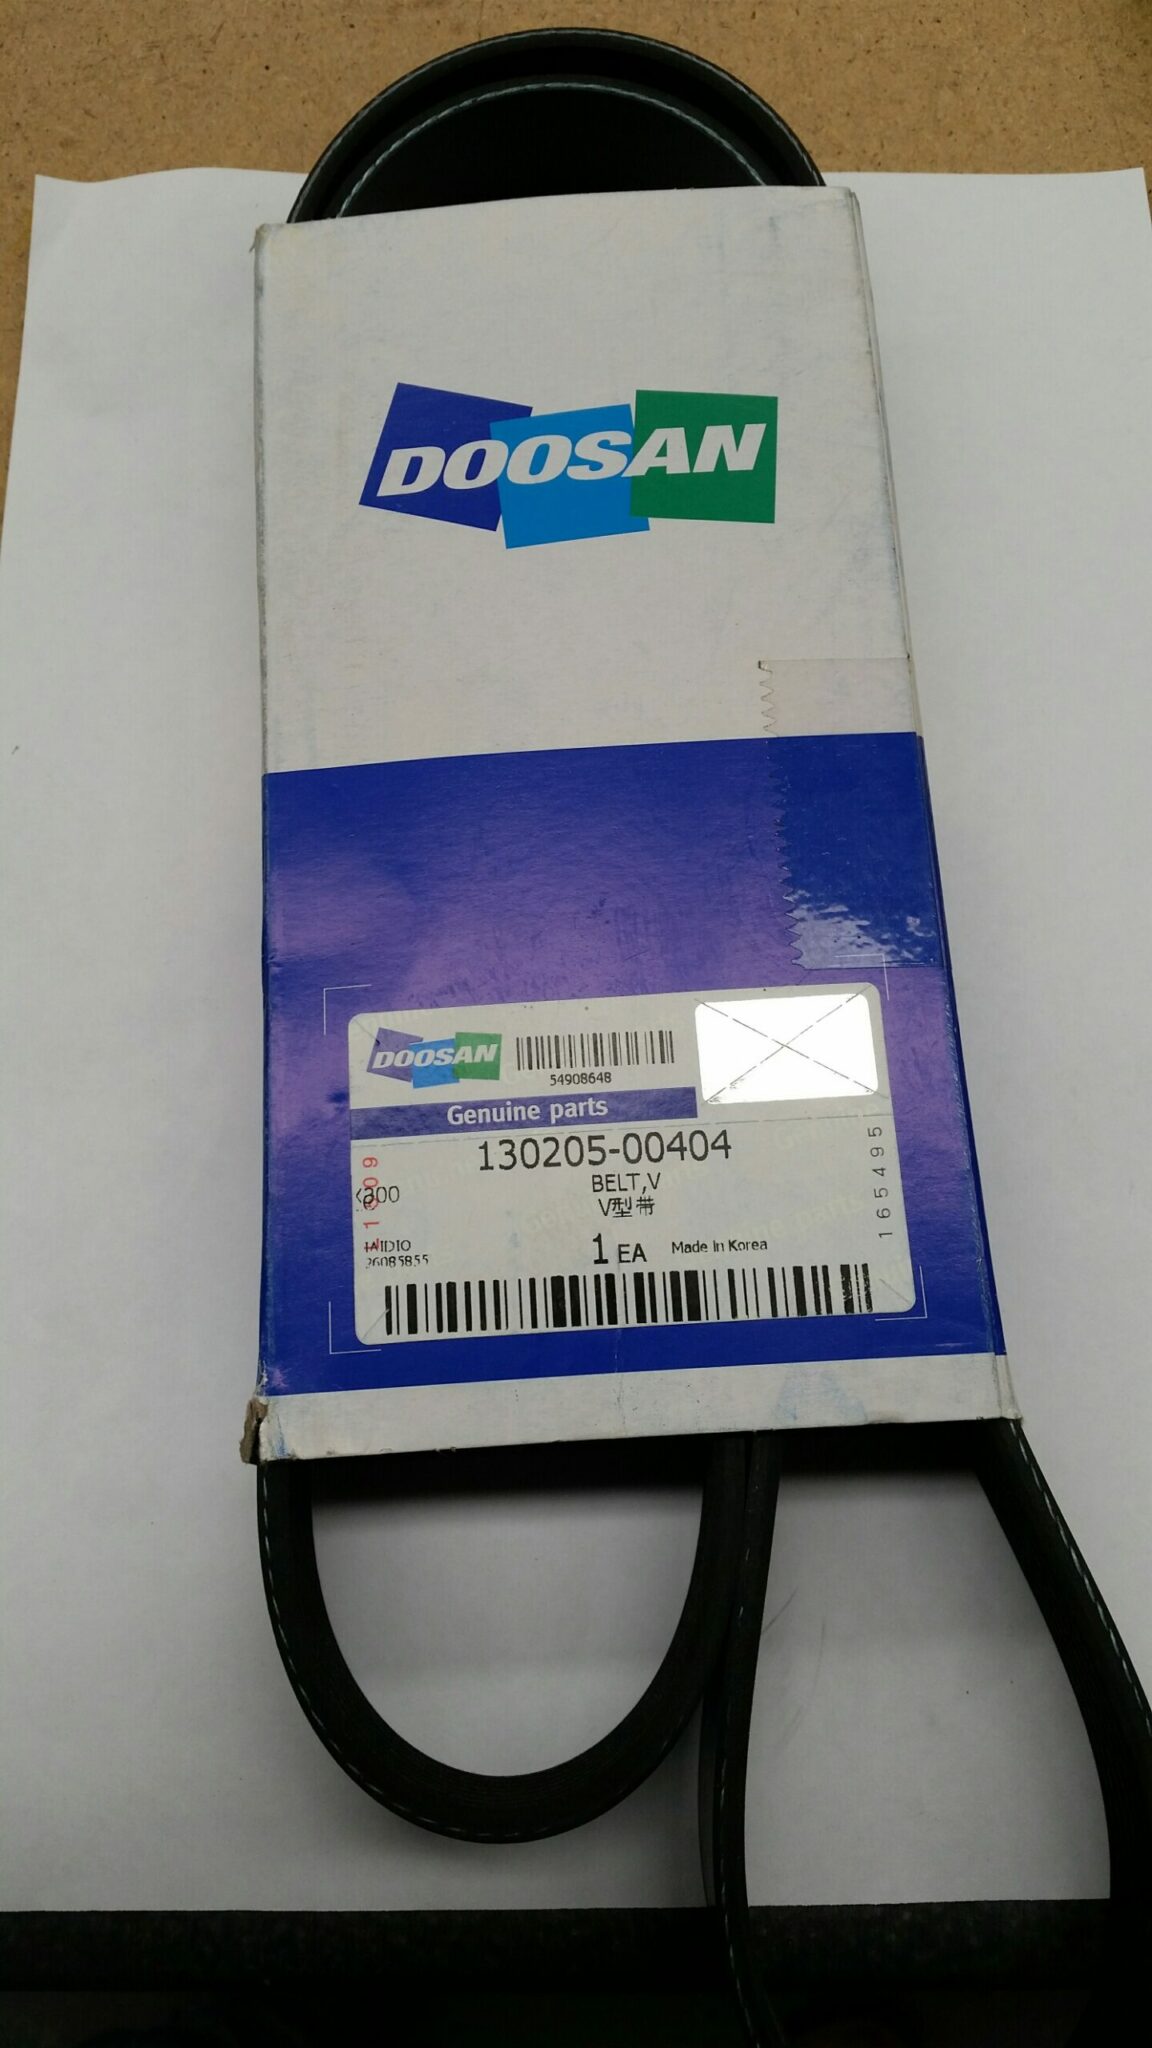 DOOSAN
DOOSAN
54908648
Genuine parts
130205-00404
BELT,V
V型带
1 EA Made In Korea
165495